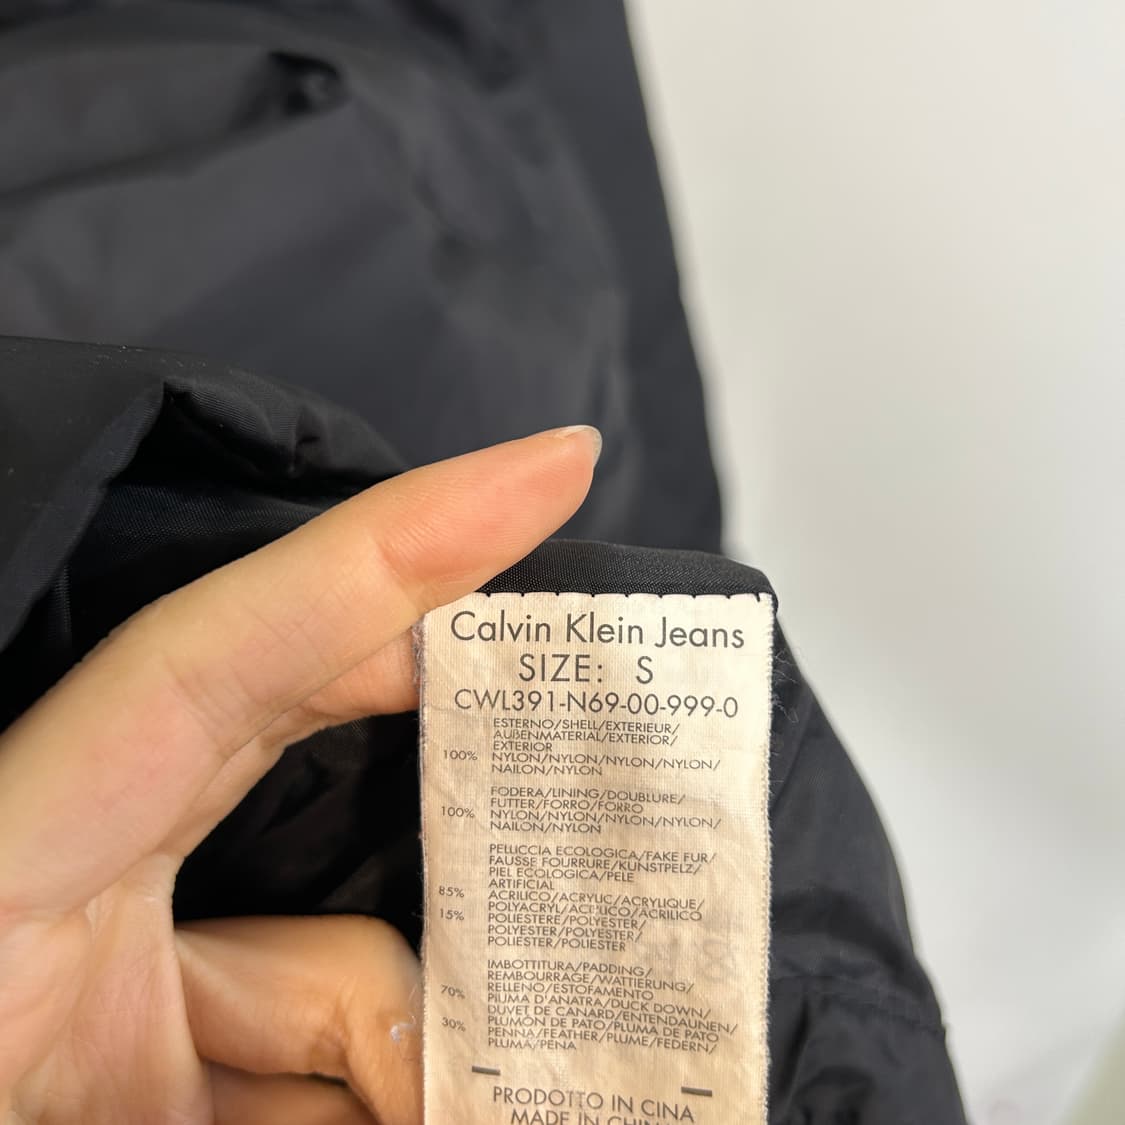 Calvin Klein Jeans
SIZE: S
CWL391-N69-00-999-0
ESTERNO/SHELL/EXTERIEUR/
AUßENMATERIAL/EXTERIOR/
EXTERIOR
100% NYLON/NYLON/NYLON/NYLON/
NAILON/NYLON
FODERA/LINING/DOUBLURE/
FUTTER/FORRO/FORRO
100% NYLON/NYLON/NYLON/NYLON/
NAILON/NYLON
PELLICCIA ECOLOGICA/FAKE FUR/
FAUSSE FOURRURE/KUNSTPELZ/
PIEL ECOLOGICA/PELE
ARTIFICIAL
85% ACRILICO/ACRYLIC/ACRYLIQUE/
POLYACRYL/ACRILICO/ACRILICO
15% POLIESTERE/POLYESTER/
POLYESTER/POLYESTER/
POLIESTER/POLIESTER
IMBOTTITURA/PADDING/
REMBOURRAGE/WATTIERUNG/
RELLENO/ESTOFAMENTO
70% PIUMA D'ANATRA/DUCK DOWN/
DUVET DE CANARD/ENTENDAUNEN/
PLUMÓN DE PATO/PLUMA DE PATO
30% PENNA/FEATHER/PLUME/FEDERN/
PLUMA/PENA
PRODOTTO IN CINA
MADE IN CHINA